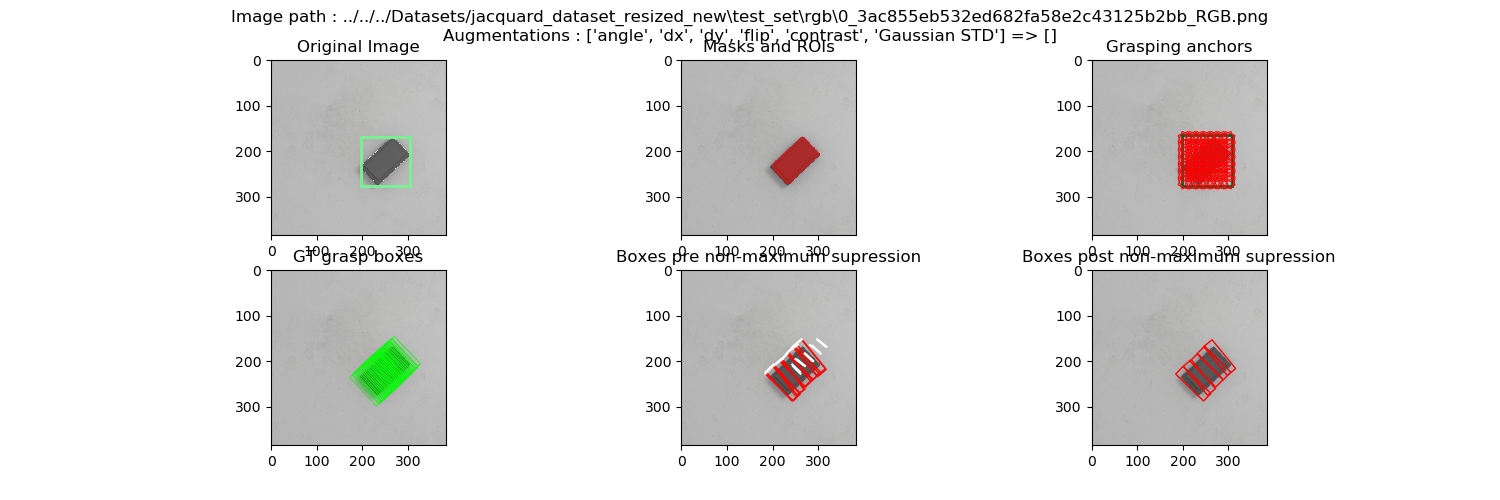 Image path : ../../../Datasets/jacquard_dataset_resized_new\test_set\rgb\0_3ac855eb532ed682fa58e2c43125b2bb_RGB.png
Augmentations : ['angle', 'dx', 'dy', 'flip', 'contrast', 'Gaussian STD'] => []
Original Image
Masks and ROIs
Grasping anchors
0
100
200
300
0 100 200 300
0
100
200
300
0 100 200 300
0
100
200
300
0 100 200 300
GT grasp boxes
Boxes pre non-maximum supression
Boxes post non-maximum supression
0
100
200
300
0 100 200 300
0
100
200
300
0 100 200 300
0
100
200
300
0 100 200 300